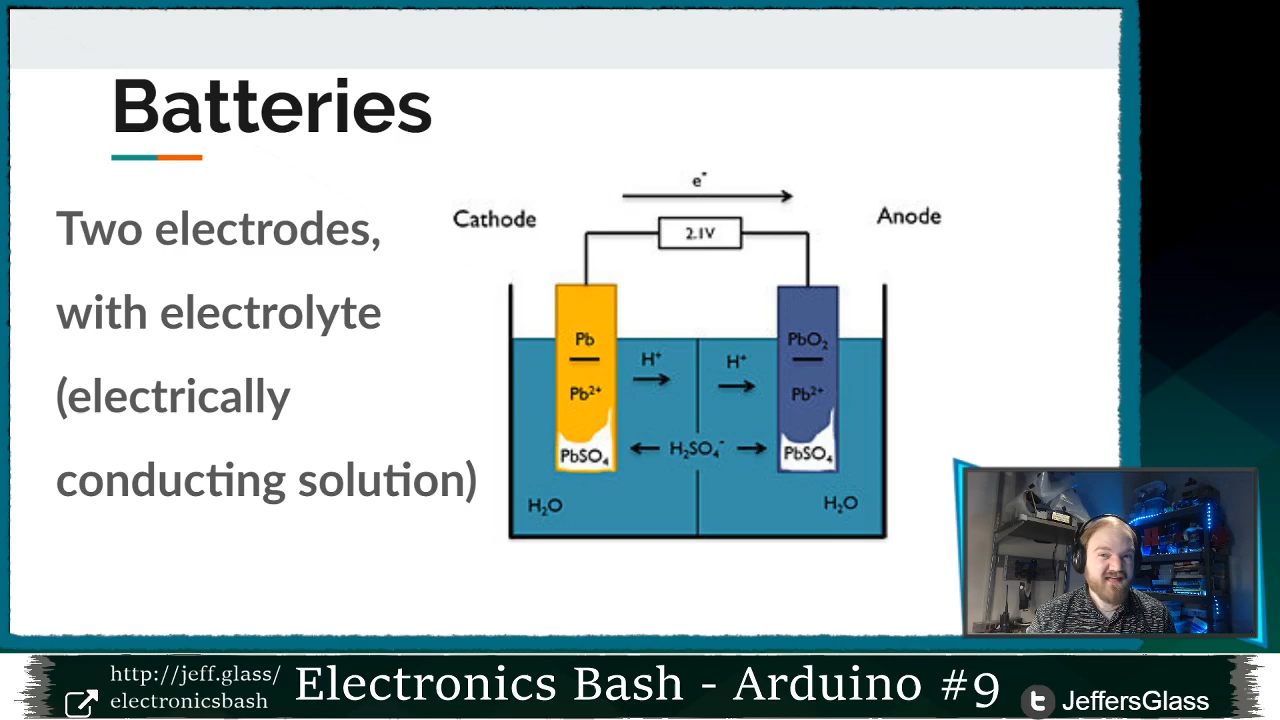 Batteries
Two electrodes,
with electrolyte
(electrically
conducting solution)
e⁻
Cathode
Anode
2.1V
Pb
Pb²⁺
PbSO₄
H⁺
H⁺
H₂SO₄⁻
PbO₂
Pb²⁺
PbSO₄
H₂O
H₂O
http://jeff.glass/
electronicsbash
Electronics Bash - Arduino #9
JeffersGlass